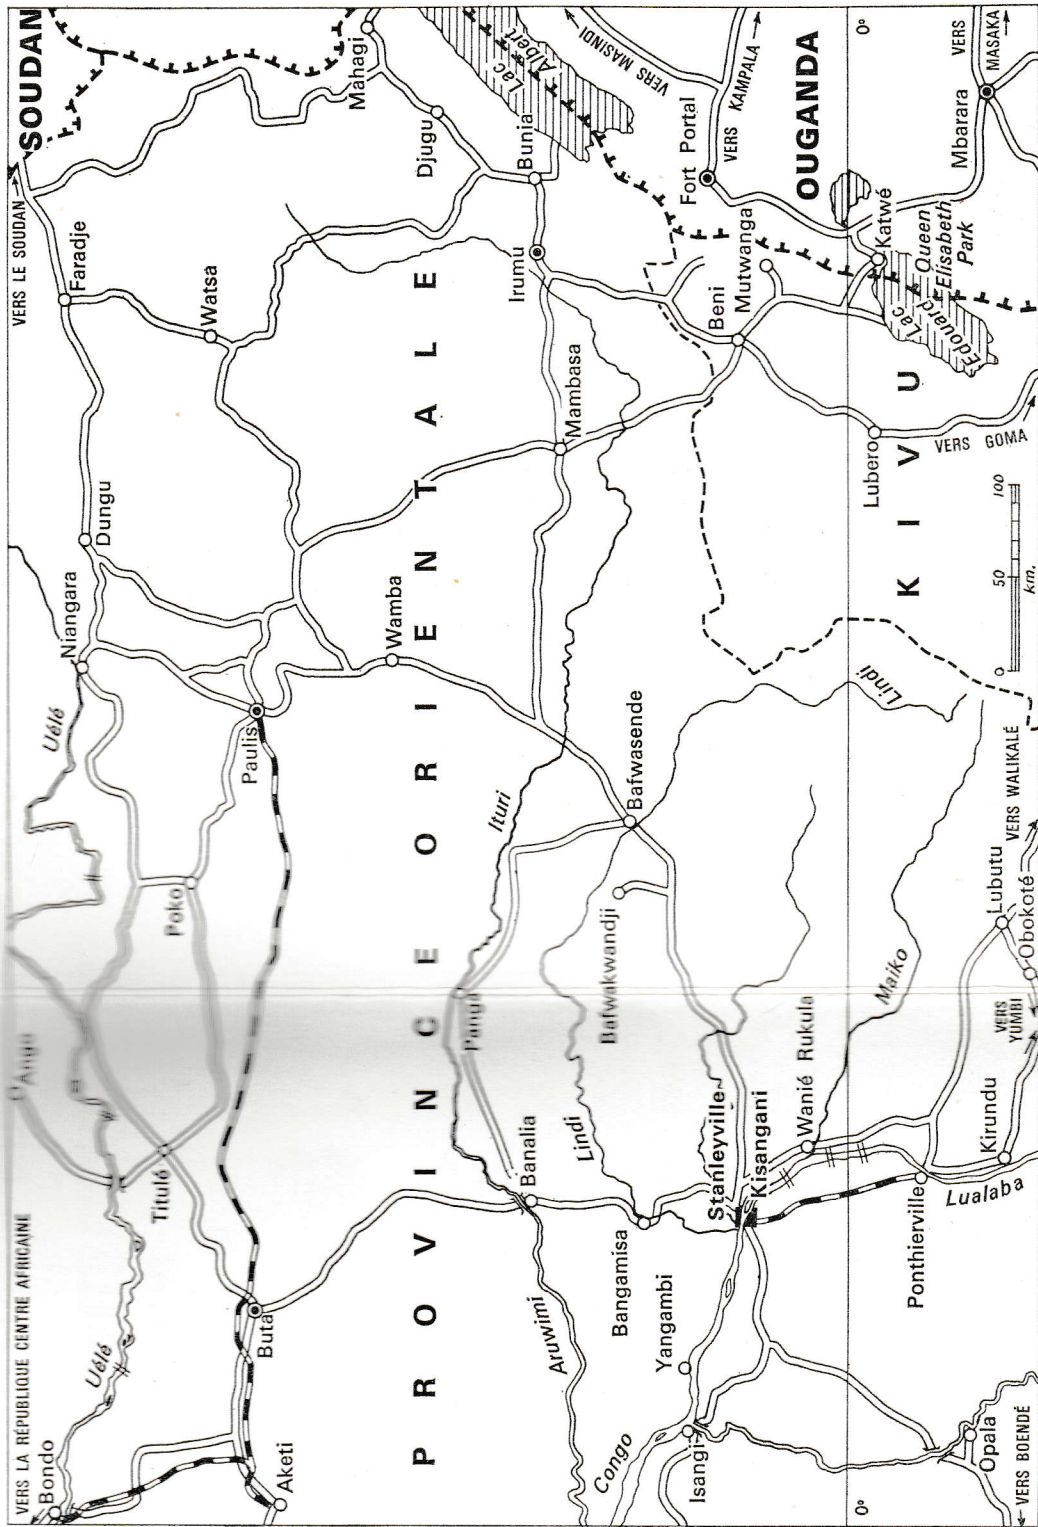 VERS LA RÉPUBLIQUE CENTRE AFRICAINE
VERS LE SOUDAN
SOUDAN
Bondo
Uélé
Ango
Uélé
Niangara
Dungu
Faradje
Aketi
Buta
Titulé
Poko
Paulis
Watsa
Mahagi
Djugu
Lac
Albert
PROVINCE ORIENTALE
Wamba
Panga
Ituri
Banalia
Aruwimi
Lindi
Bafwakwandji
Bafwasende
Mambasa
Irumu
Bunia
VERS MASINDI
VERS KAMPALA
Fort Portal
OUGANDA
Bangamisa
Yangambi
Congo
Isangi
Stanleyville
Kisangani
Wanié Rukula
Maiko
Lindi
Beni
Mutwanga
Katwé
Lac
Edouard
Queen
Elisabeth
Park
Mbarara
VERS
MASAKA
0°
0°
Ponthierville
Lualaba
Kirundu
VERS
YUMBI
Lubutu
Obokoté
VERS WALIKALÉ
KIVU
Lubero
VERS GOMA
Opala
VERS BOENDÉ
0 50 100
km.